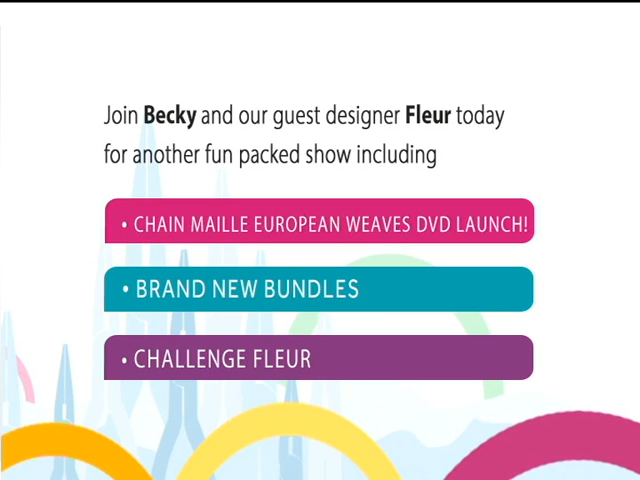 Join Becky and our guest designer Fleur today
for another fun packed show including
• CHAIN MAILLE EUROPEAN WEAVES DVD LAUNCH!
• BRAND NEW BUNDLES
• CHALLENGE FLEUR